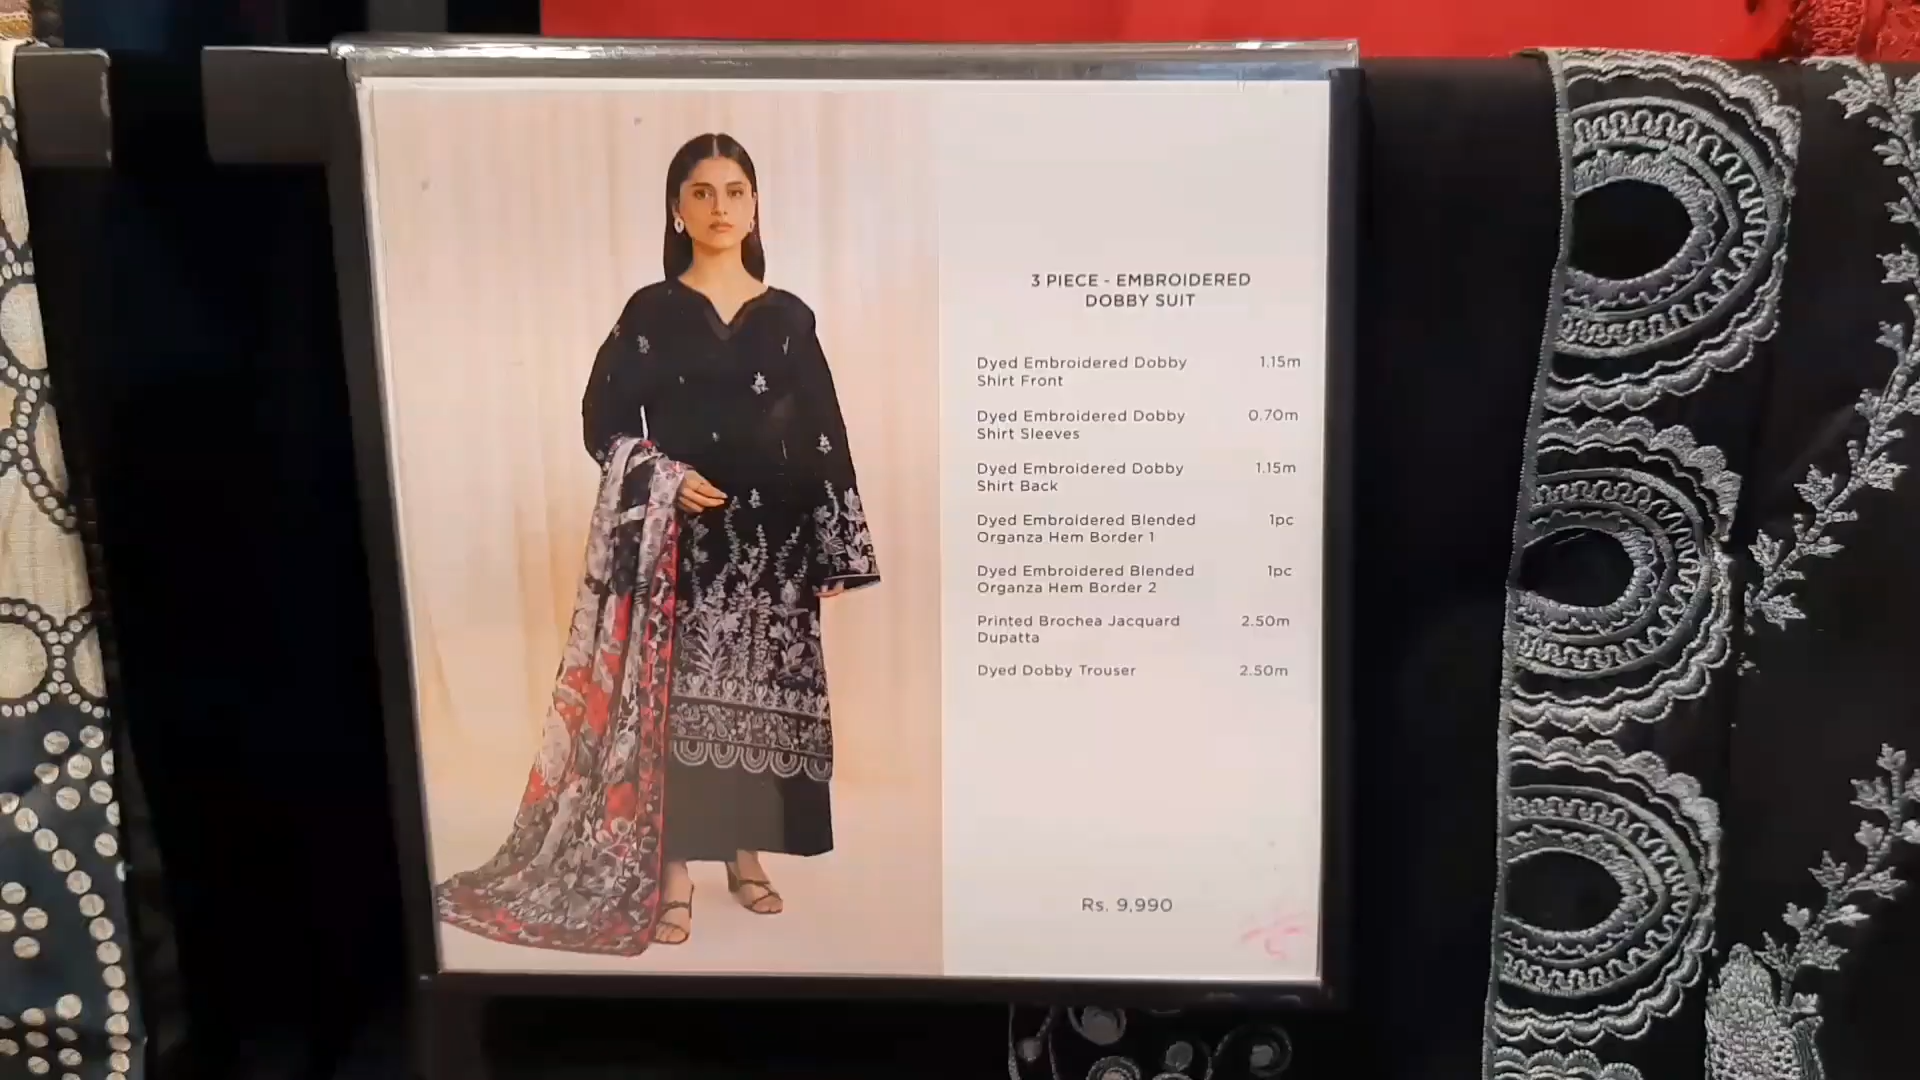 3 PIECE - EMBROIDERED
DOBBY SUIT
Dyed Embroidered Dobby 1.15m
Shirt Front
Dyed Embroidered Dobby 0.70m
Shirt Sleeves
Dyed Embroidered Dobby 1.15m
Shirt Back
Dyed Embroidered Blended 1pc
Organza Hem Border 1
Dyed Embroidered Blended 1pc
Organza Hem Border 2
Printed Brochea Jacquard 2.50m
Dupatta
Dyed Dobby Trouser 2.50m
Rs. 9,990